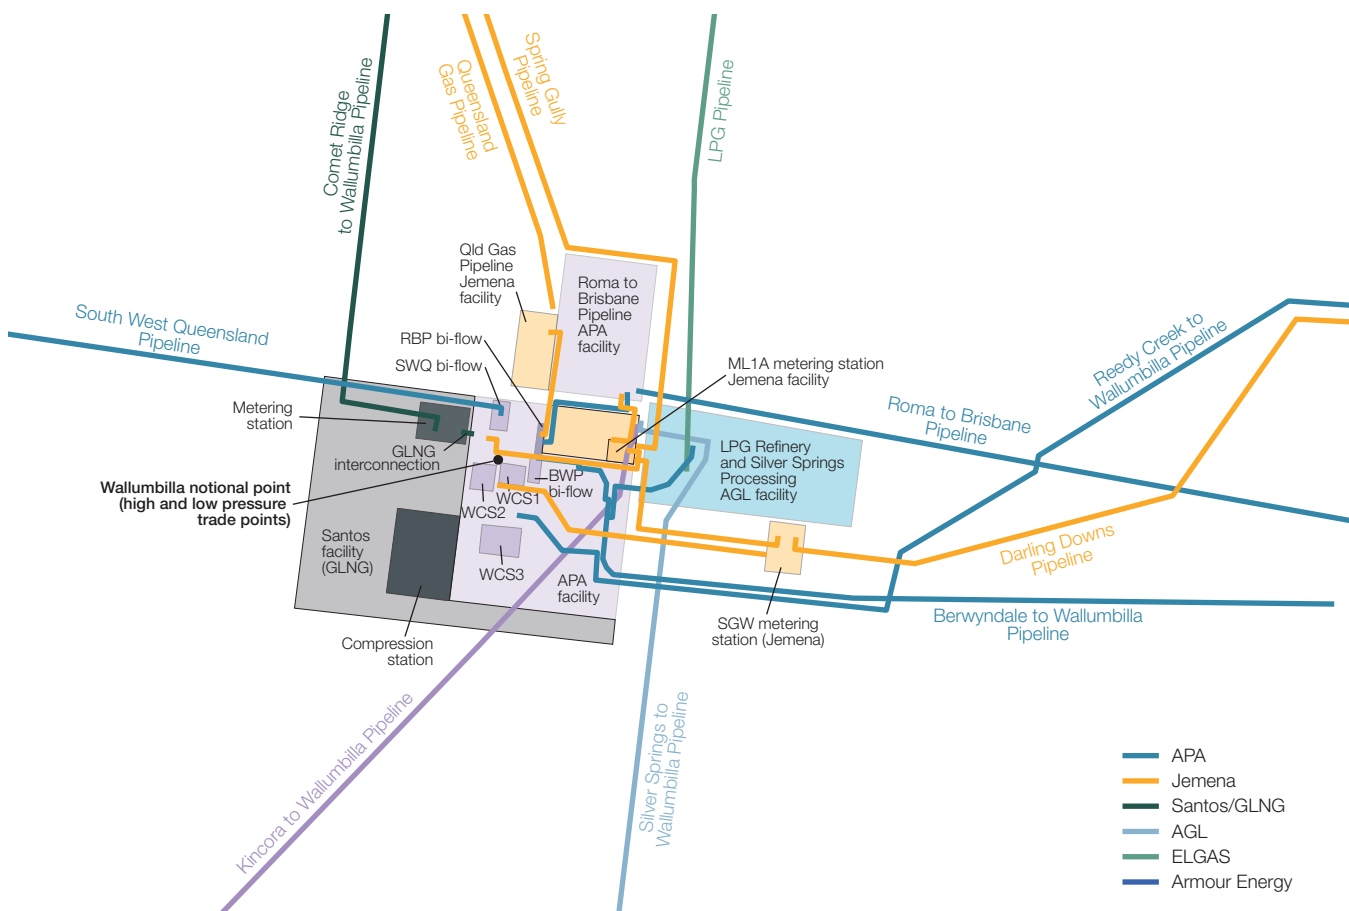 Queensland
Gas Pipeline
Spring Gully
Pipeline
LPG Pipeline
Comet Ridge
to Wallumbilla Pipeline
Qld Gas
Pipeline
Jemena
facility
Roma to
Brisbane
Pipeline
APA
facility
South West Queensland
Pipeline
RBP bi-flow
SWQ bi-flow
ML1A metering station
Jemena facility
Reedy Creek to
Wallumbilla Pipeline
Roma to Brisbane
Pipeline
Metering
station
GLNG
interconnection
LPG Refinery
and Silver Springs
Processing
AGL facility
Wallumbilla notional point
(high and low pressure
trade points)
BWP
bi-flow
WCS1
WCS2
WCS3
Santos
facility
(GLNG)
APA
facility
Darling Downs
Pipeline
Berwyndale to Wallumbilla
Pipeline
SGW metering
station (Jemena)
Compression
station
Kincora to Wallumbilla Pipeline
Silver Springs to
Wallumbilla Pipeline
APA
Jemena
Santos/GLNG
AGL
ELGAS
Armour Energy